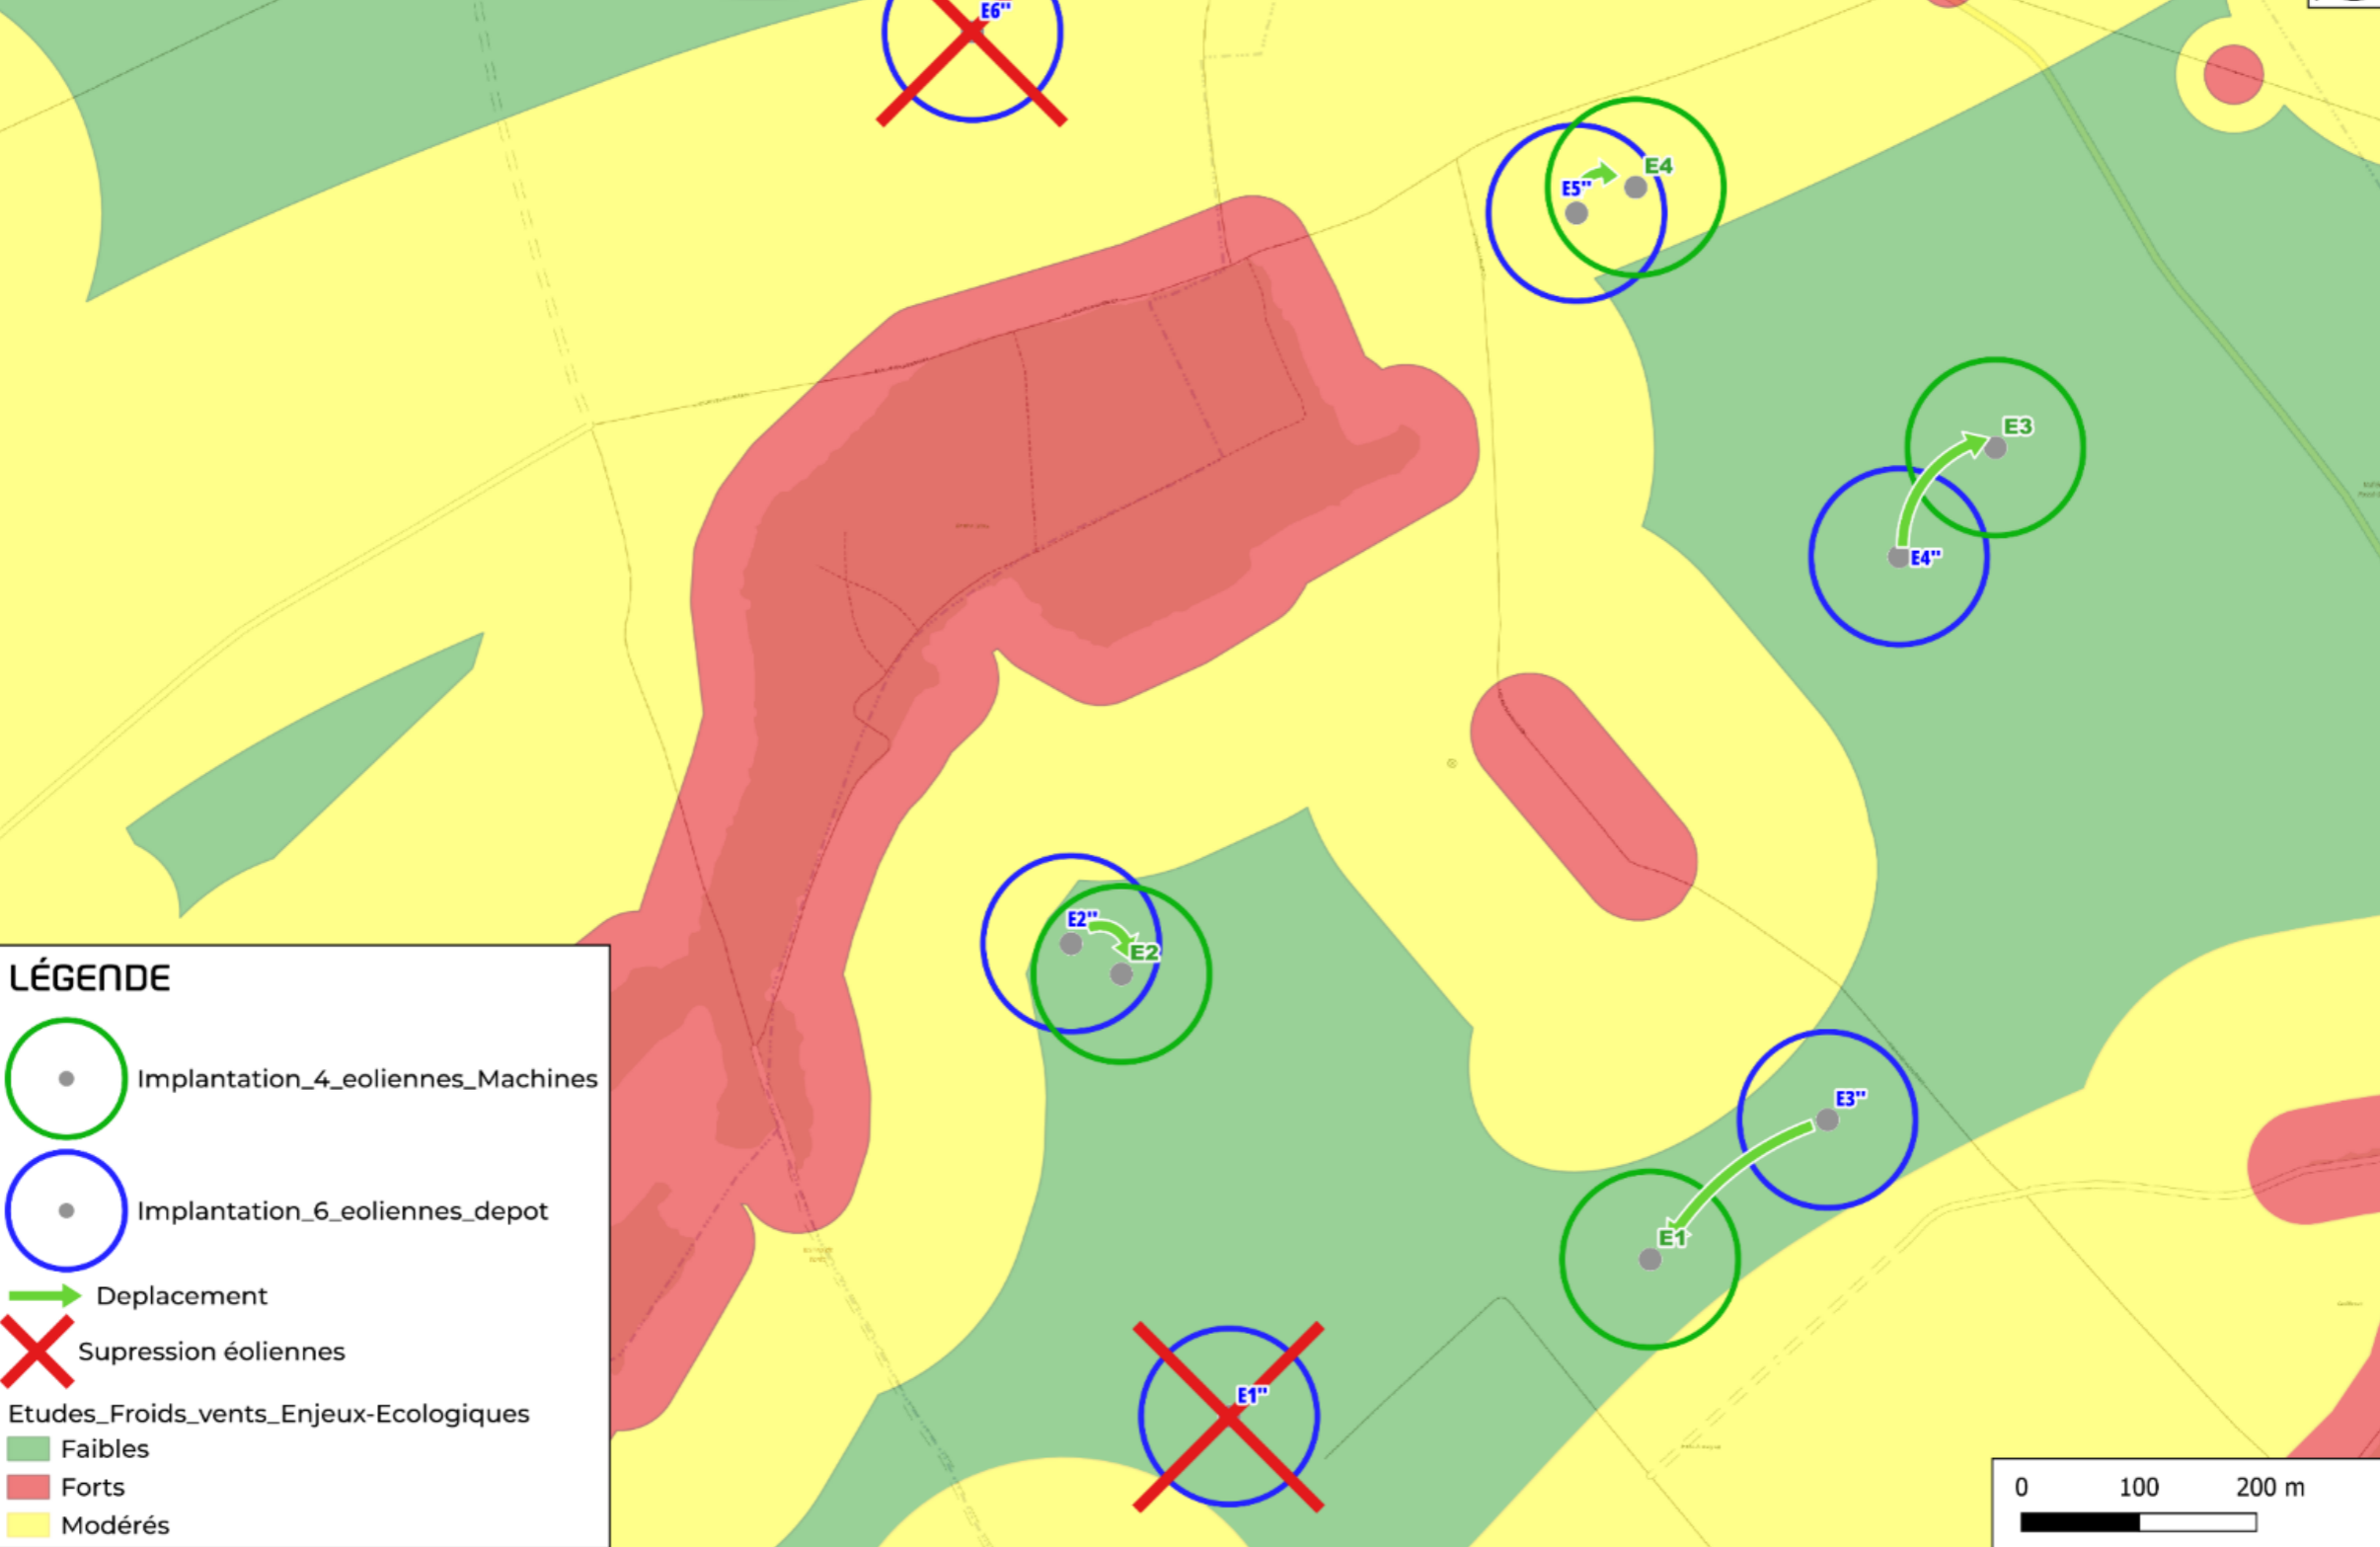 E6"
E4
E5"
E3
E4"
E2"
E2
E3"
E1
E1"
LÉGENDE
Implantation_4_eoliennes_Machines
Implantation_6_eoliennes_depot
Deplacement
Supression éoliennes
Etudes_Froids_vents_Enjeux-Ecologiques
Faibles
Forts
Modérés
0 100 200 m